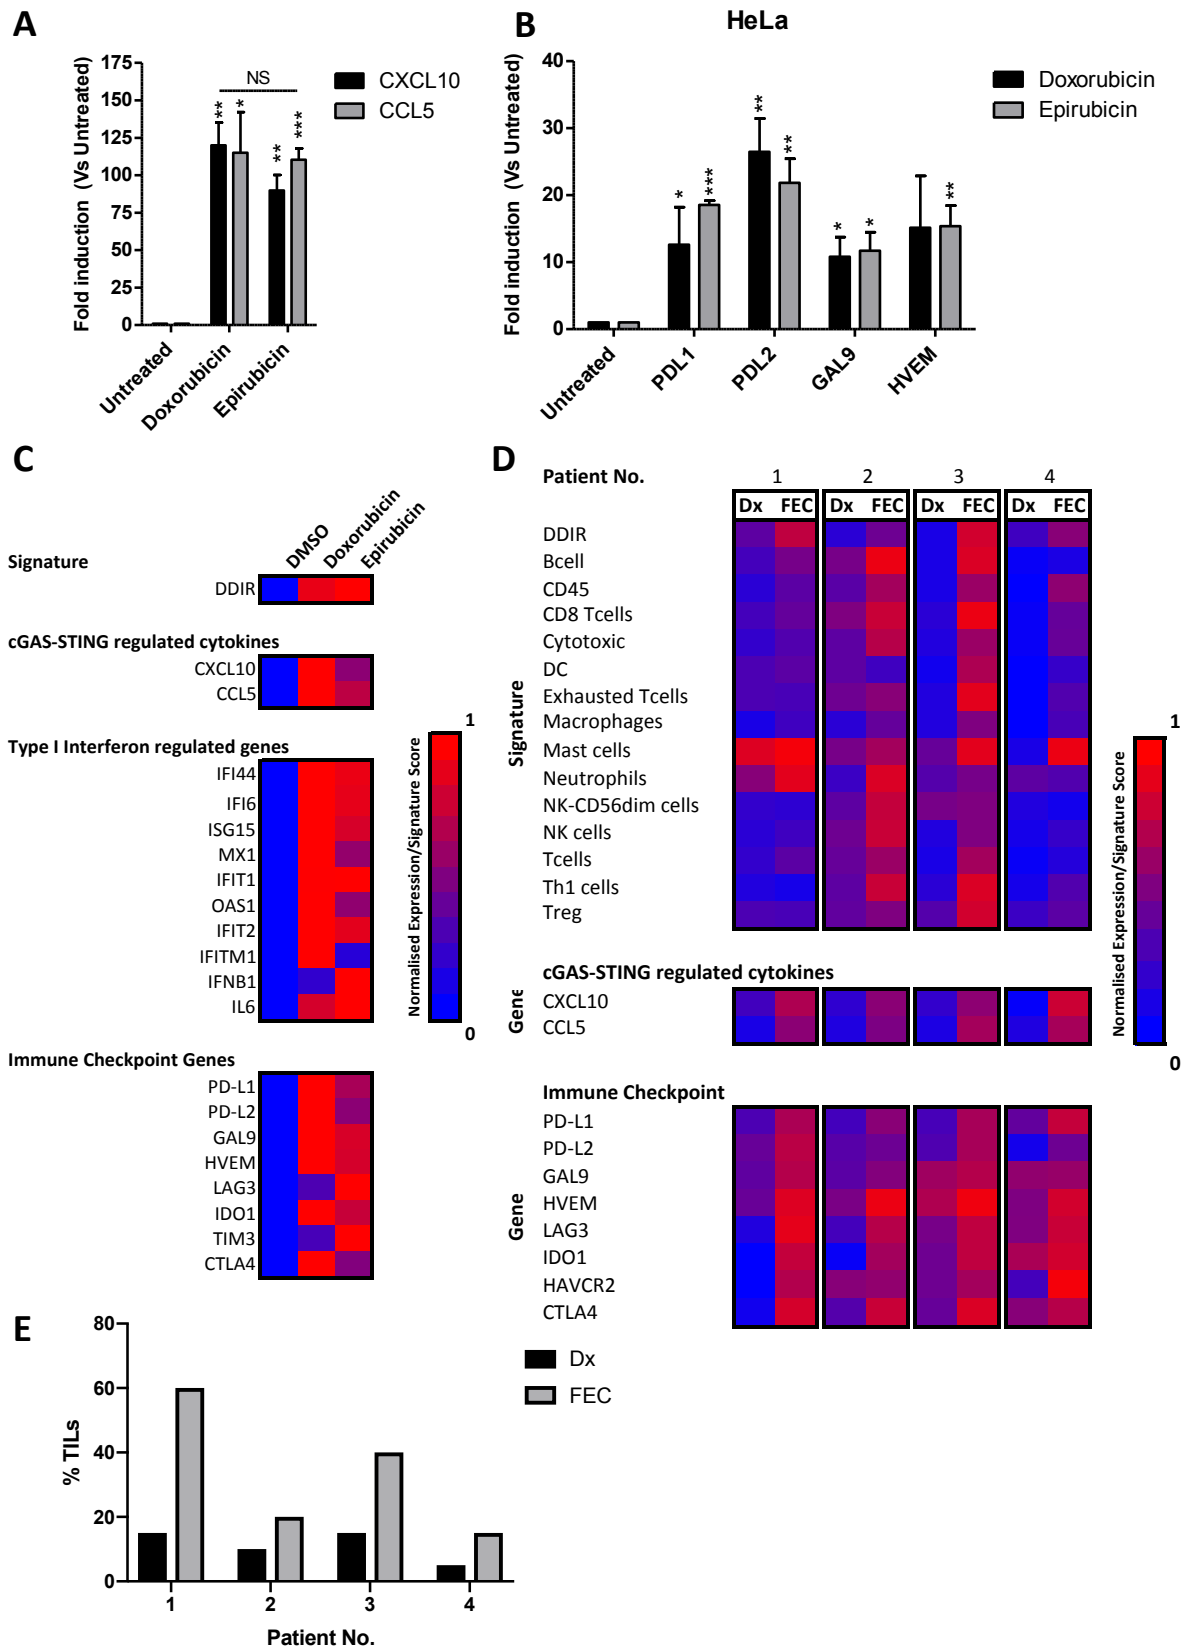 A
Fold induction (Vs Untreated)
175
150
125
100
75
50
25
0
NS
**
*
**
***
CXCL10
CCL5
Untreated
Doxorubicin
Epirubicin
B
HeLa
Fold induction (Vs Untreated)
40
30
20
10
0
*
***
**
**
*
*
**
Doxorubicin
Epirubicin
Untreated
PDL1
PDL2
GAL9
HVEM
C
DMSO
Doxorubicin
Epirubicin
Signature
DDIR
cGAS-STING regulated cytokines
CXCL10
CCL5
Type I Interferon regulated genes
IFI44
IFI6
ISG15
MX1
IFIT1
OAS1
IFIT2
IFITM1
IFNB1
IL6
Immune Checkpoint Genes
PD-L1
PD-L2
GAL9
HVEM
LAG3
IDO1
TIM3
CTLA4
Normalised Expression/Signature Score
1
0
D
Patient No. 1 2 3 4
Dx FEC Dx FEC Dx FEC Dx FEC
Signature
DDIR
Bcell
CD45
CD8 Tcells
Cytotoxic
DC
Exhausted Tcells
Macrophages
Mast cells
Neutrophils
NK-CD56dim cells
NK cells
Tcells
Th1 cells
Treg
cGAS-STING regulated cytokines
Gene
CXCL10
CCL5
Immune Checkpoint
Gene
PD-L1
PD-L2
GAL9
HVEM
LAG3
IDO1
HAVCR2
CTLA4
Normalised Expression/Signature Score
1
0
E
% TILs
80
60
40
20
0
Dx
FEC
1 2 3 4
Patient No.